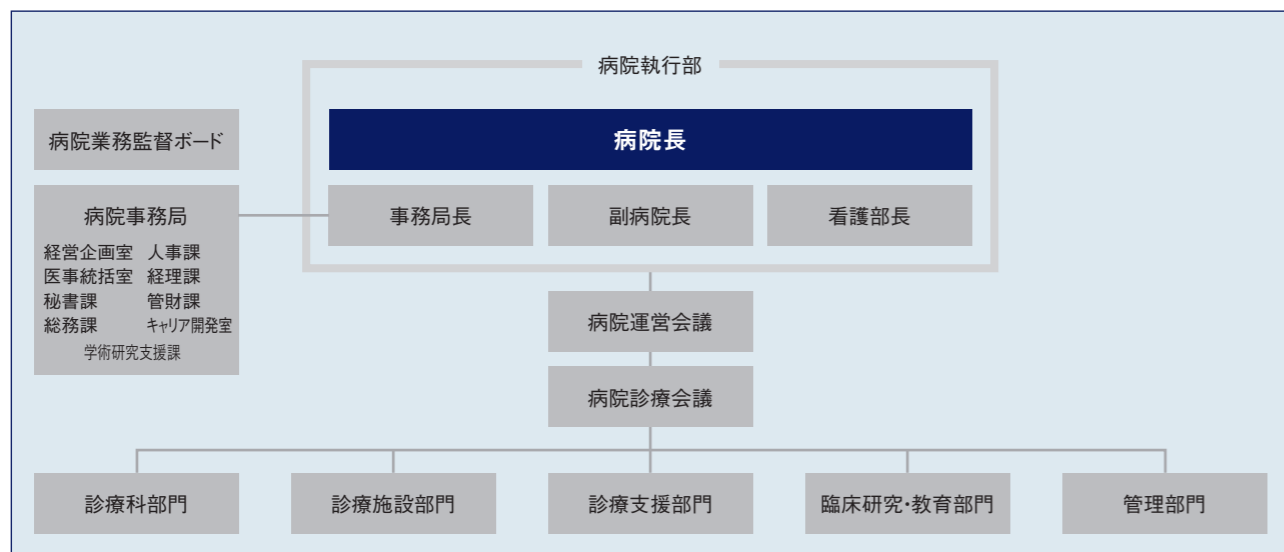 病院執行部
病院業務監督ボード
病院長
病院事務局
経営企画室 人事課
医事統括室 経理課
秘書課 管財課
総務課 キャリア開発室
学術研究支援課
事務局長
副病院長
看護部長
病院運営会議
病院診療会議
診療科部門
診療施設部門
診療支援部門
臨床研究・教育部門
管理部門